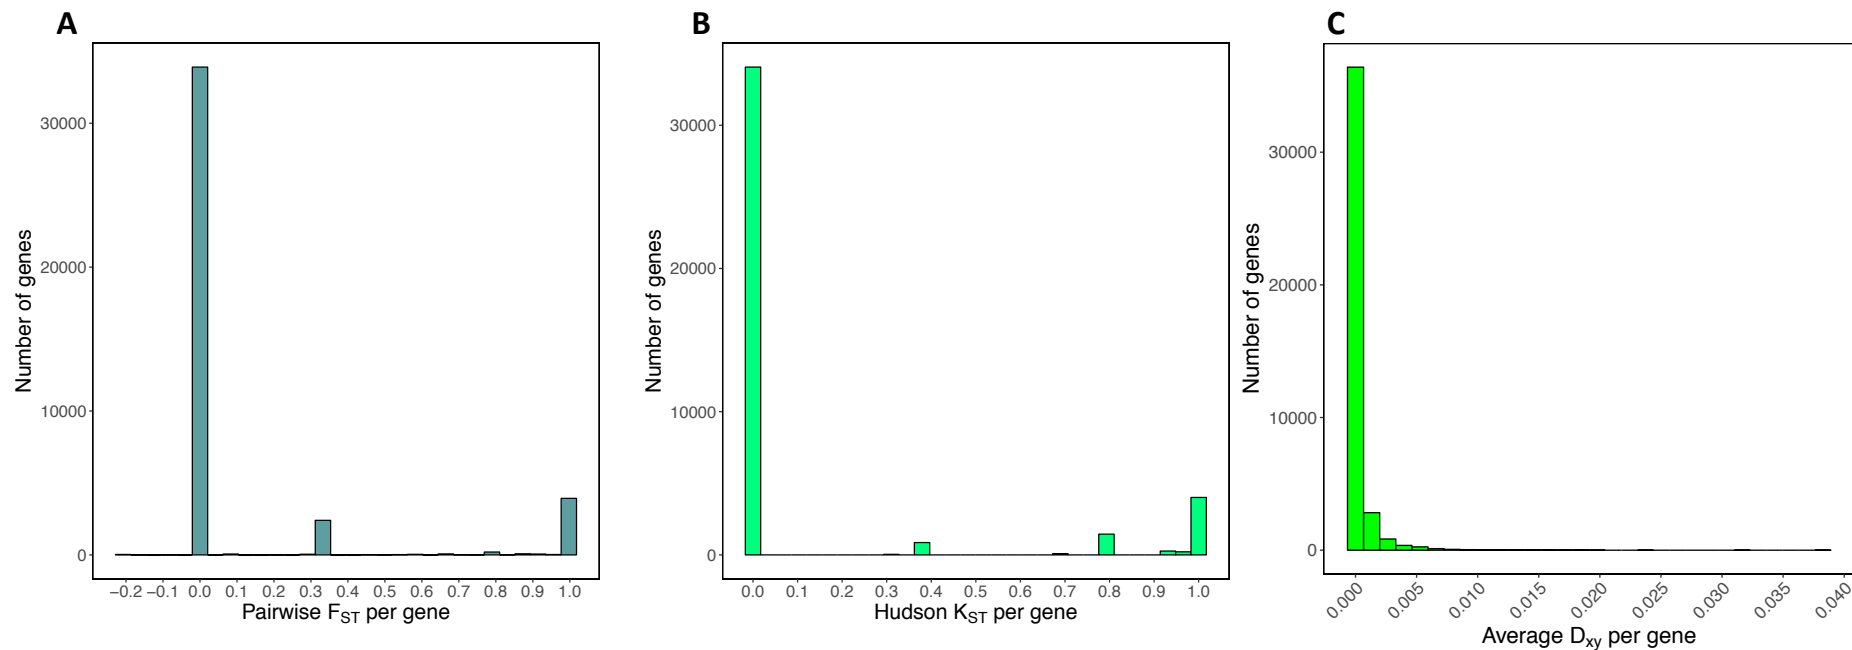 A
B
C
30000
20000
10000
0
Number of genes
−0.2 −0.1 0.0 0.1 0.2 0.3 0.4 0.5 0.6 0.7 0.8 0.9 1.0
Pairwise FST per gene
30000
20000
10000
0
Number of genes
0.0 0.1 0.2 0.3 0.4 0.5 0.6 0.7 0.8 0.9 1.0
Hudson KST per gene
30000
20000
10000
0
Number of genes
0.000 0.005 0.010 0.015 0.020 0.025 0.030 0.035 0.040
Average Dxy per gene